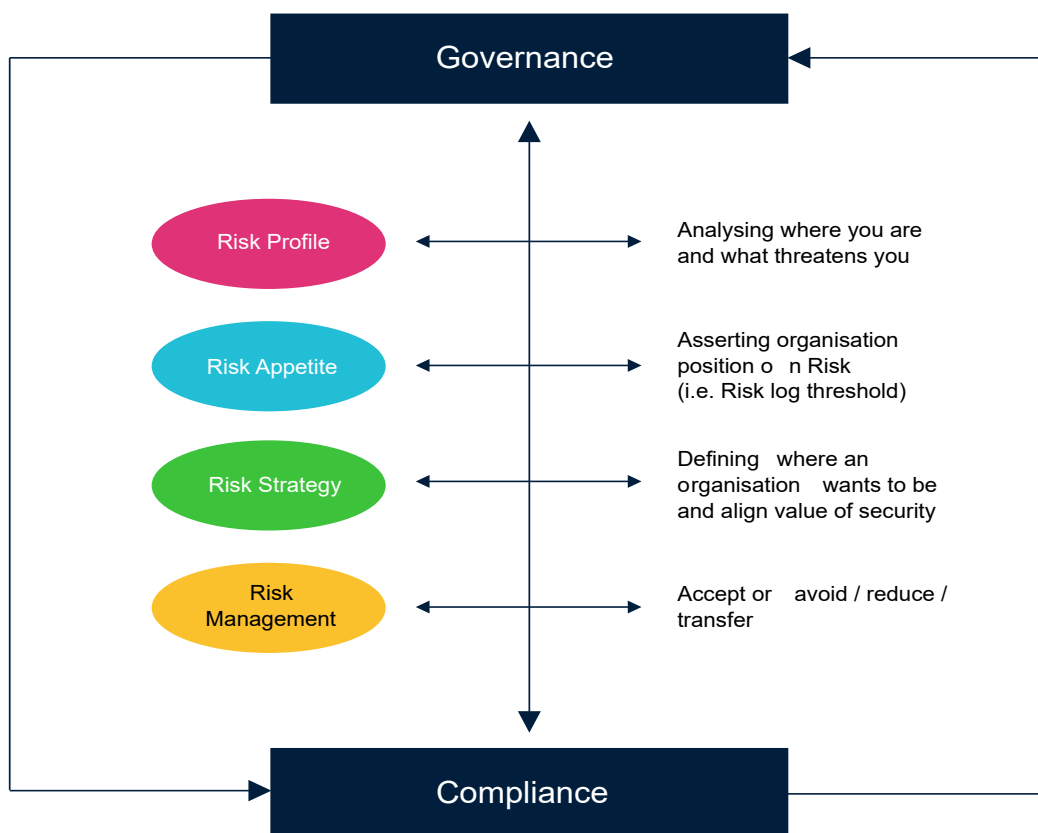 Governance
Risk Profile
Analysing where you are
and what threatens you
Risk Appetite
Asserting organisation
position o n Risk
(i.e. Risk log threshold)
Risk Strategy
Defining where an
organisation wants to be
and align value of security
Risk
Management
Accept or avoid / reduce /
transfer
Compliance